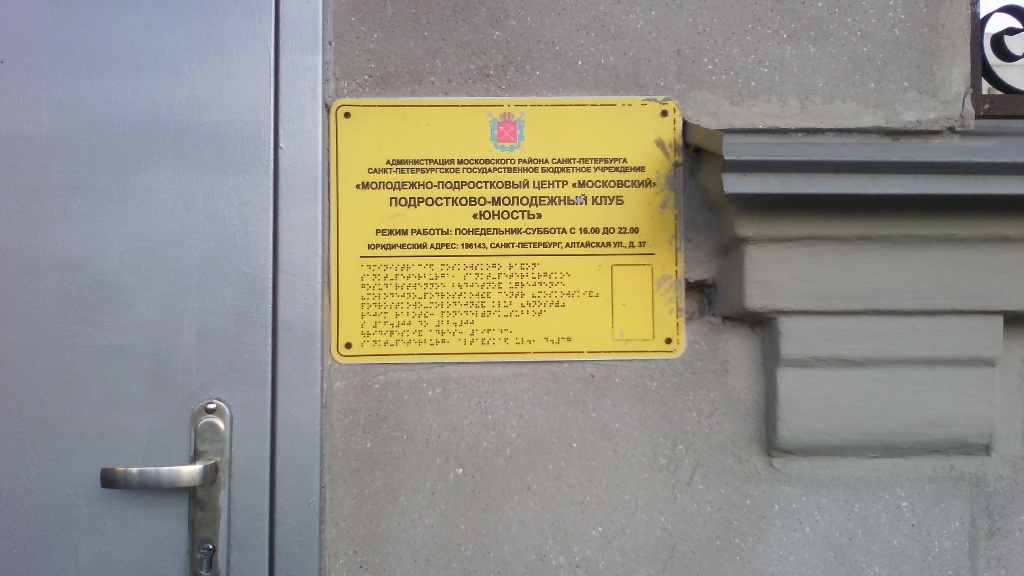 АДМИНИСТРАЦИЯ МОСКОВСКОГО РАЙОНА САНКТ-ПЕТЕРБУРГА
САНКТ-ПЕТЕРБУРГСКОЕ ГОСУДАРСТВЕННОЕ БЮДЖЕТНОЕ УЧРЕЖДЕНИЕ
«МОЛОДЕЖНО-ПОДРОСТКОВЫЙ ЦЕНТР «МОСКОВСКИЙ»
ПОДРОСТКОВО-МОЛОДЕЖНЫЙ КЛУБ
«ЮНОСТЬ»
РЕЖИМ РАБОТЫ: ПОНЕДЕЛЬНИК-СУББОТА С 16.00 ДО 22.00
ЮРИДИЧЕСКИЙ АДРЕС: 196143, САНКТ-ПЕТЕРБУРГ, АЛТАЙСКАЯ УЛ., Д. 37